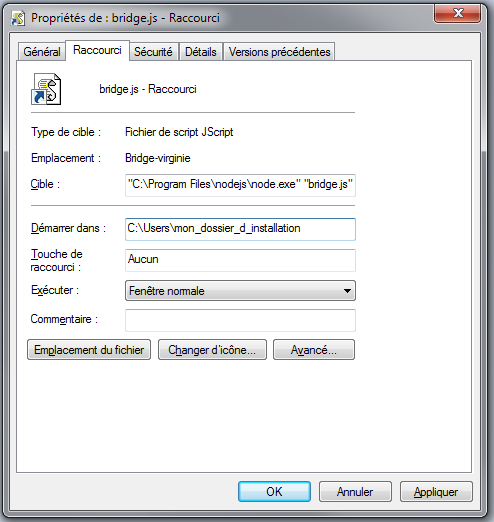 Propriétés de : bridge.js - Raccourci
Général Raccourci Sécurité Détails Versions précédentes
bridge.js - Raccourci
Type de cible : Fichier de script JScript
Emplacement : Bridge-virginie
Cible : "C:\Program Files\nodejs\node.exe" "bridge.js"
Démarrer dans : C:\Users\mon_dossier_d_installation
Touche de
raccourci : Aucun
Exécuter : Fenêtre normale
Commentaire :
Emplacement du fichier Changer d'icône... Avancé...
OK Annuler Appliquer